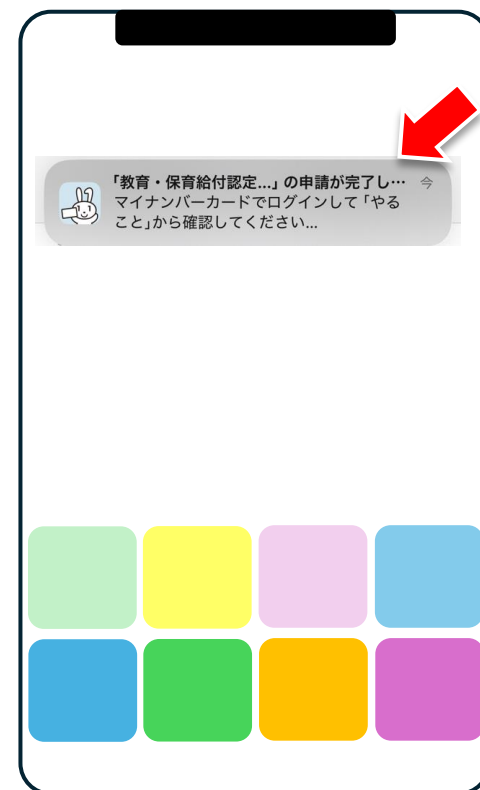 「教育・保育給付認定...」の申請が完了し… 今
マイナンバーカードでログインして「やる
こと」から確認してください...